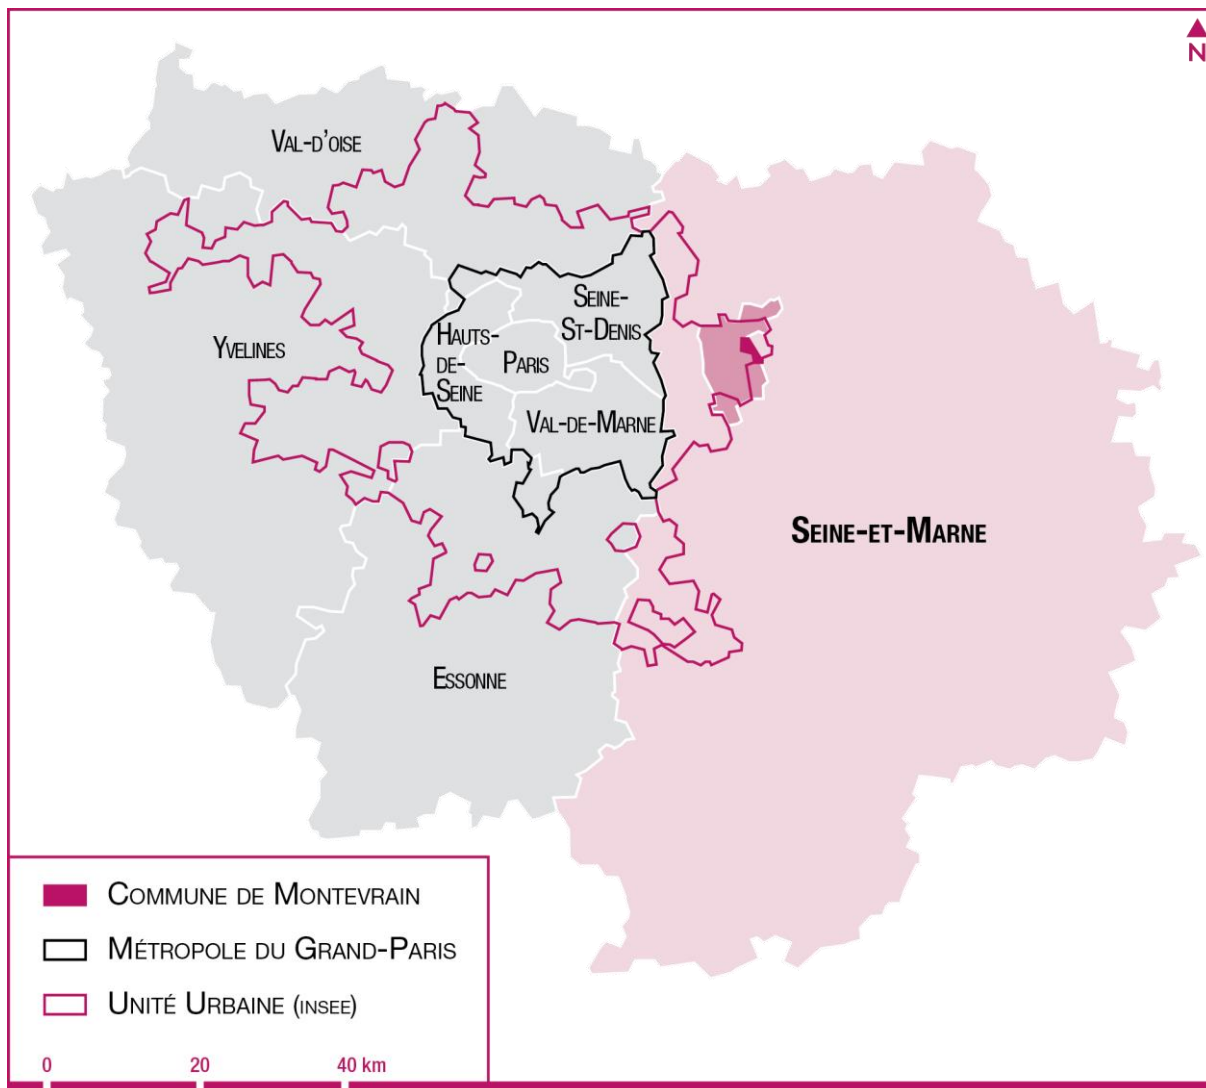 N
VAL-D'OISE
SEINE-
ST-DENIS
HAUTS-
DE-
SEINE
PARIS
YVELINES
VAL-DE-MARNE
SEINE-ET-MARNE
ESSONNE
COMMUNE DE MONTEVRAIN
MÉTROPOLE DU GRAND-PARIS
UNITÉ URBAINE (INSEE)
0 20 40 km